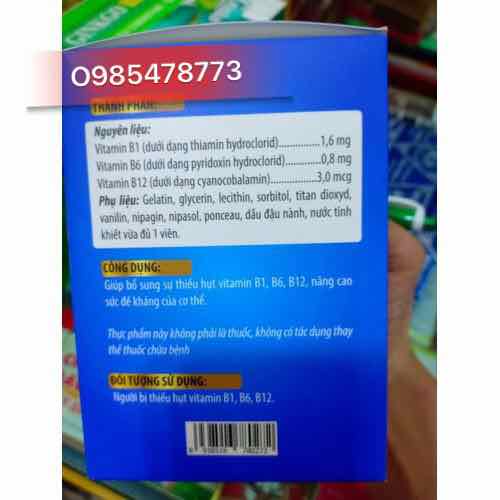 GINKGO
O985478773
THÀNH PHẦN:
Nguyên liệu:
Vitamin B1 (dưới dạng thiamin hydroclorid)...............1,6 mg
Vitamin B6 (dưới dạng pyridoxin hydroclorid)............0,8 mg
Vitamin B12 (dưới dạng cyanocobalamin)................3,0 mcg
Phụ liệu: Gelatin, glycerin, lecithin, sorbitol, titan dioxyd,
vanilin, nipagin, nipasol, ponceau, dầu đậu nành, nước tinh
khiết vừa đủ 1 viên.
CÔNG DỤNG:
Giúp bổ sung sự thiếu hụt vitamin B1, B6, B12, nâng cao
sức đề kháng của cơ thể.
Thực phẩm này không phải là thuốc, không có tác dụng thay
thế thuốc chữa bệnh
ĐỐI TƯỢNG SỬ DỤNG:
Người bị thiếu hụt vitamin B1, B6, B12.